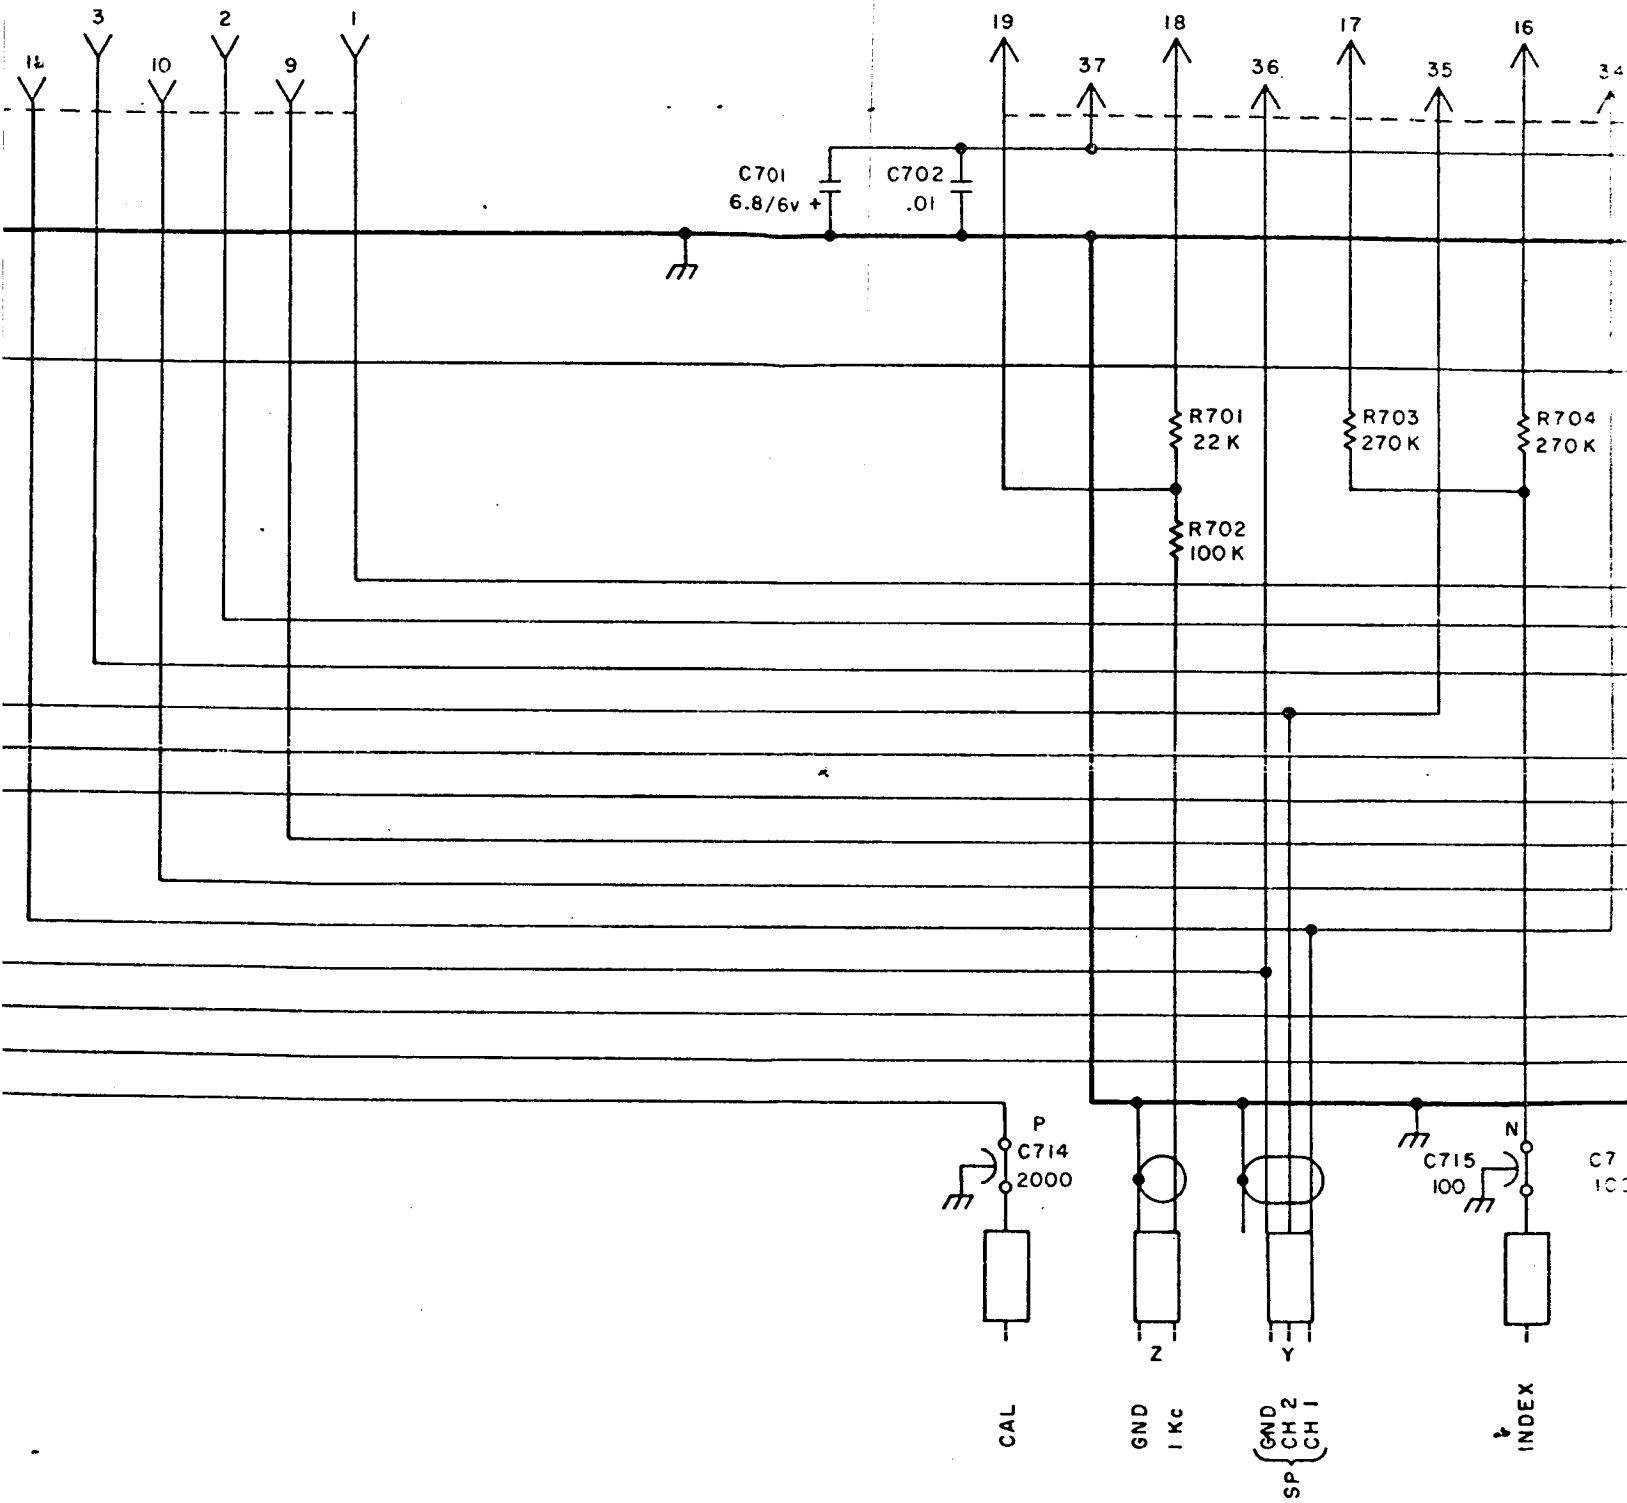 3 2 1 19 18 17 16
10 9 37 36 35 34
C701 C702
6.8/6v + .01
R701 R703 R704
22 K 270 K 270 K
R702
100 K
P N
C714 C715 C7
2000 100
Z Y
CAL
GND
1 Kc
GND
CH 2
CH 1
SP
INDEX